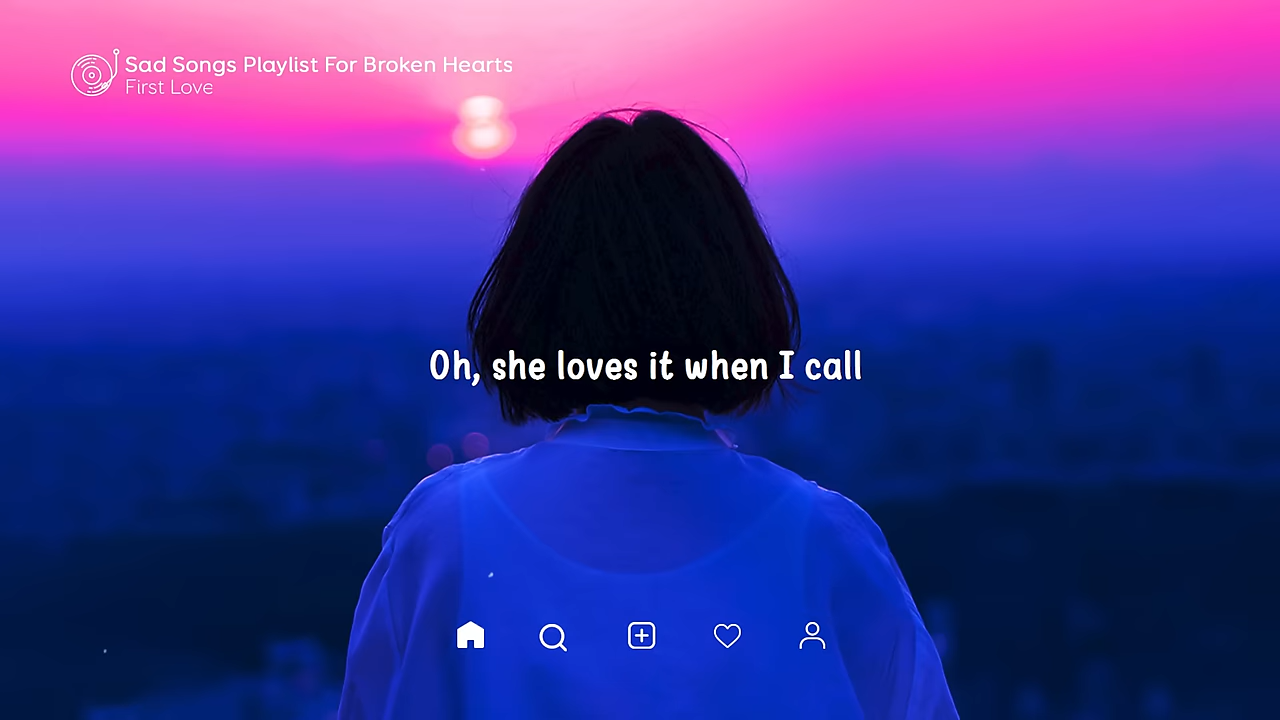 Sad Songs Playlist For Broken Hearts
First Love
Oh, she loves it when I call